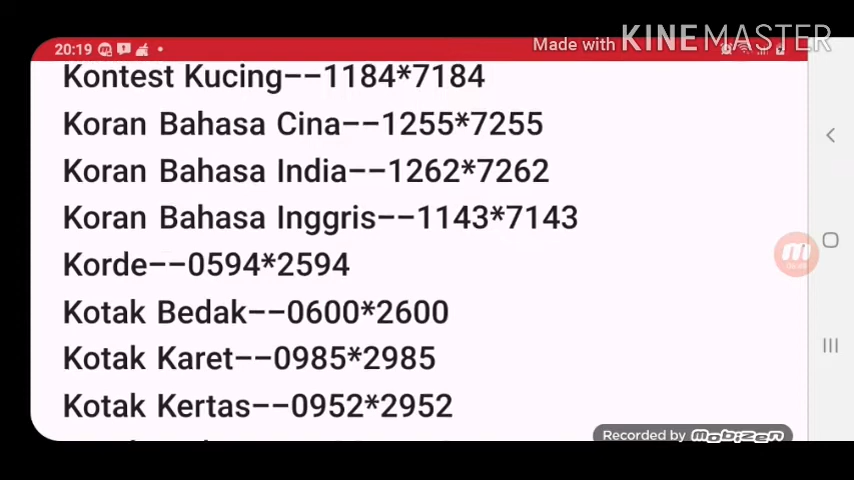 20:19
Made with KINEMASTER
Kontest Kucing––1184*7184
Koran Bahasa Cina––1255*7255
Koran Bahasa India––1262*7262
Koran Bahasa Inggris––1143*7143
Korde––0594*2594
Kotak Bedak––0600*2600
Kotak Karet––0985*2985
Kotak Kertas––0952*2952
Recorded by Mobizen